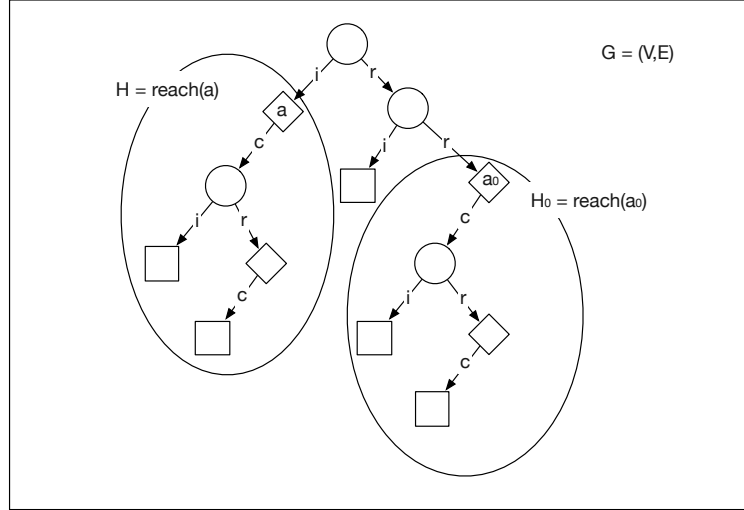 G = (V,E)
i
r
H = reach(a)
a
c
i
r
a₀
H₀ = reach(a₀)
i
r
c
c
i
r
c